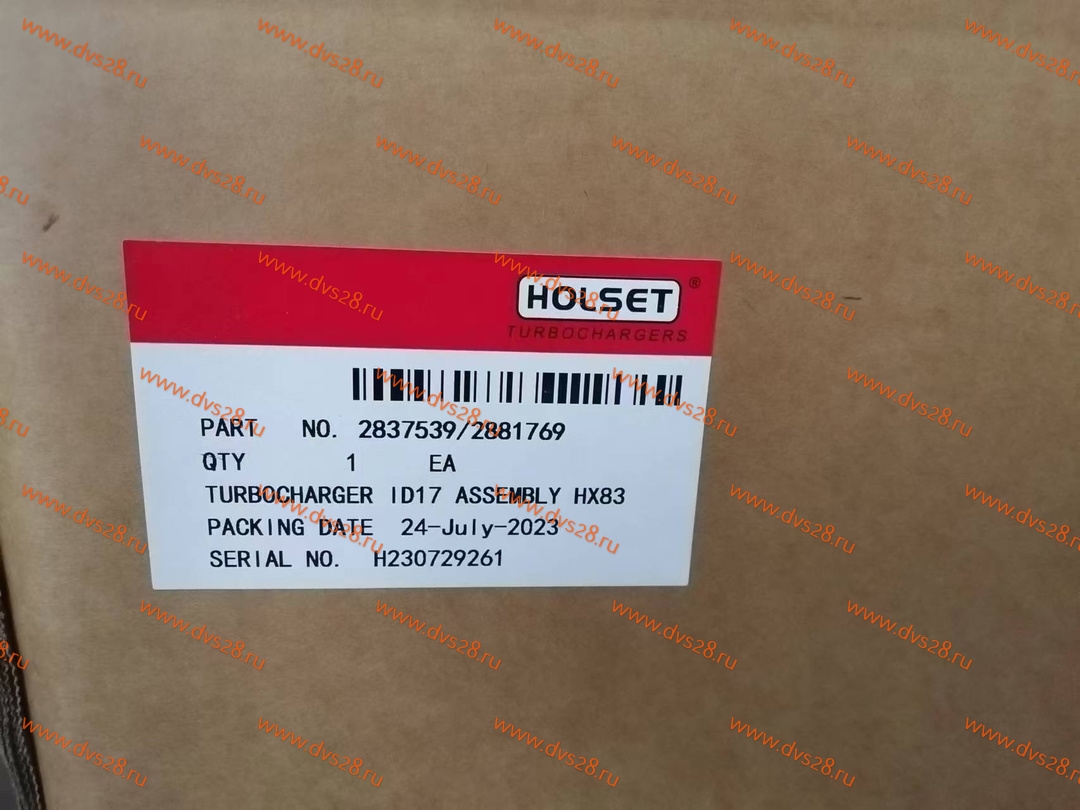 HOLSET®
TURBOCHARGERS
PART NO. 2837539/2881769
QTY 1 EA
TURBOCHARGER ID17 ASSEMBLY HX83
PACKING DATE 24-July-2023
SERIAL NO. H230729261
www.dvs28.ru